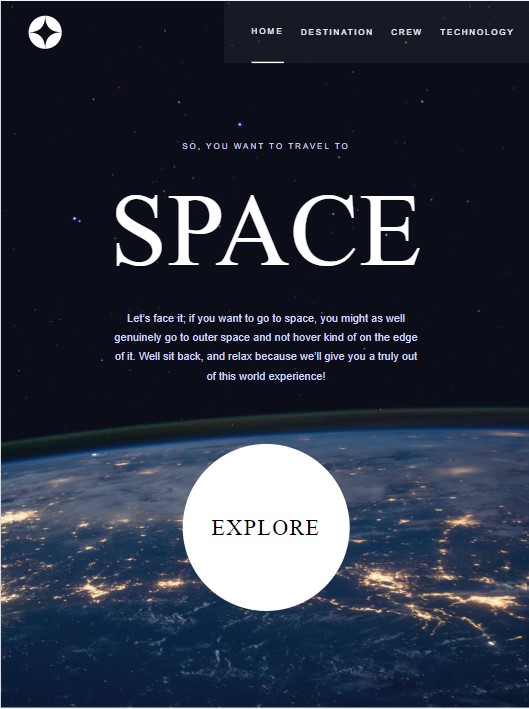 HOME DESTINATION CREW TECHNOLOGY
SO, YOU WANT TO TRAVEL TO
SPACE
Let's face it; if you want to go to space, you might as well
genuinely go to outer space and not hover kind of on the edge
of it. Well sit back, and relax because we'll give you a truly out
of this world experience!
EXPLORE